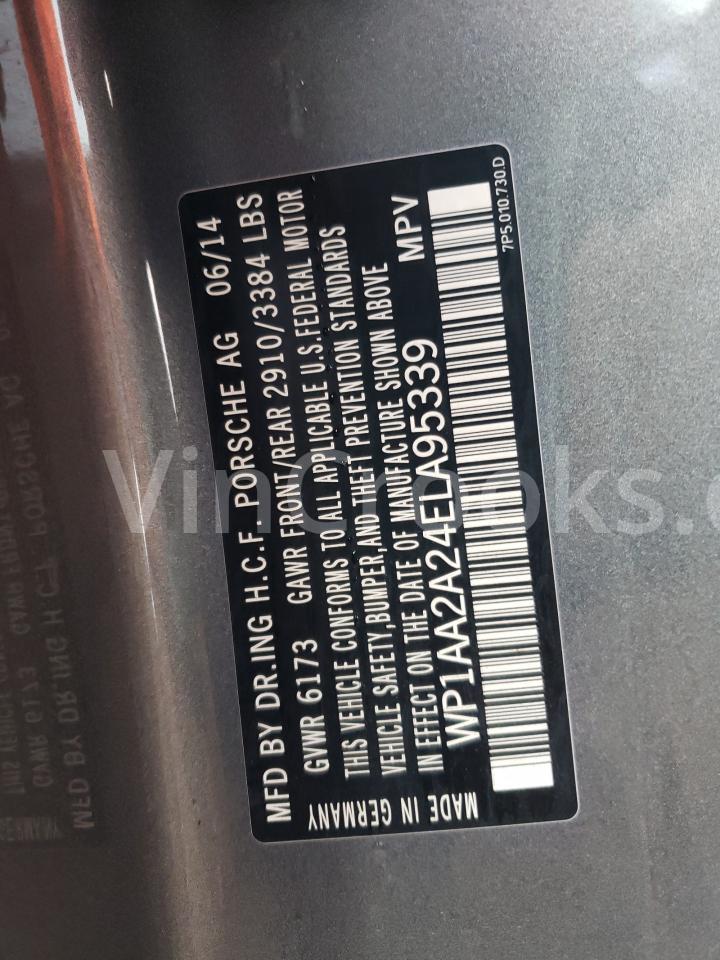 MFD BY DR.ING H.C.F. PORSCHE AG 06/14
GVWR 6173 GAWR FRONT/REAR 2910/3384 LBS
THIS VEHICLE CONFORMS TO ALL APPLICABLE U.S.FEDERAL MOTOR
VEHICLE SAFETY,BUMPER,AND THEFT PREVENTION STANDARDS
IN EFFECT ON THE DATE OF MANUFACTURE SHOWN ABOVE
WP1AA2A24ELA95339 MPV
MADE IN GERMANY
7P5.010.730.D
VinCrooks.